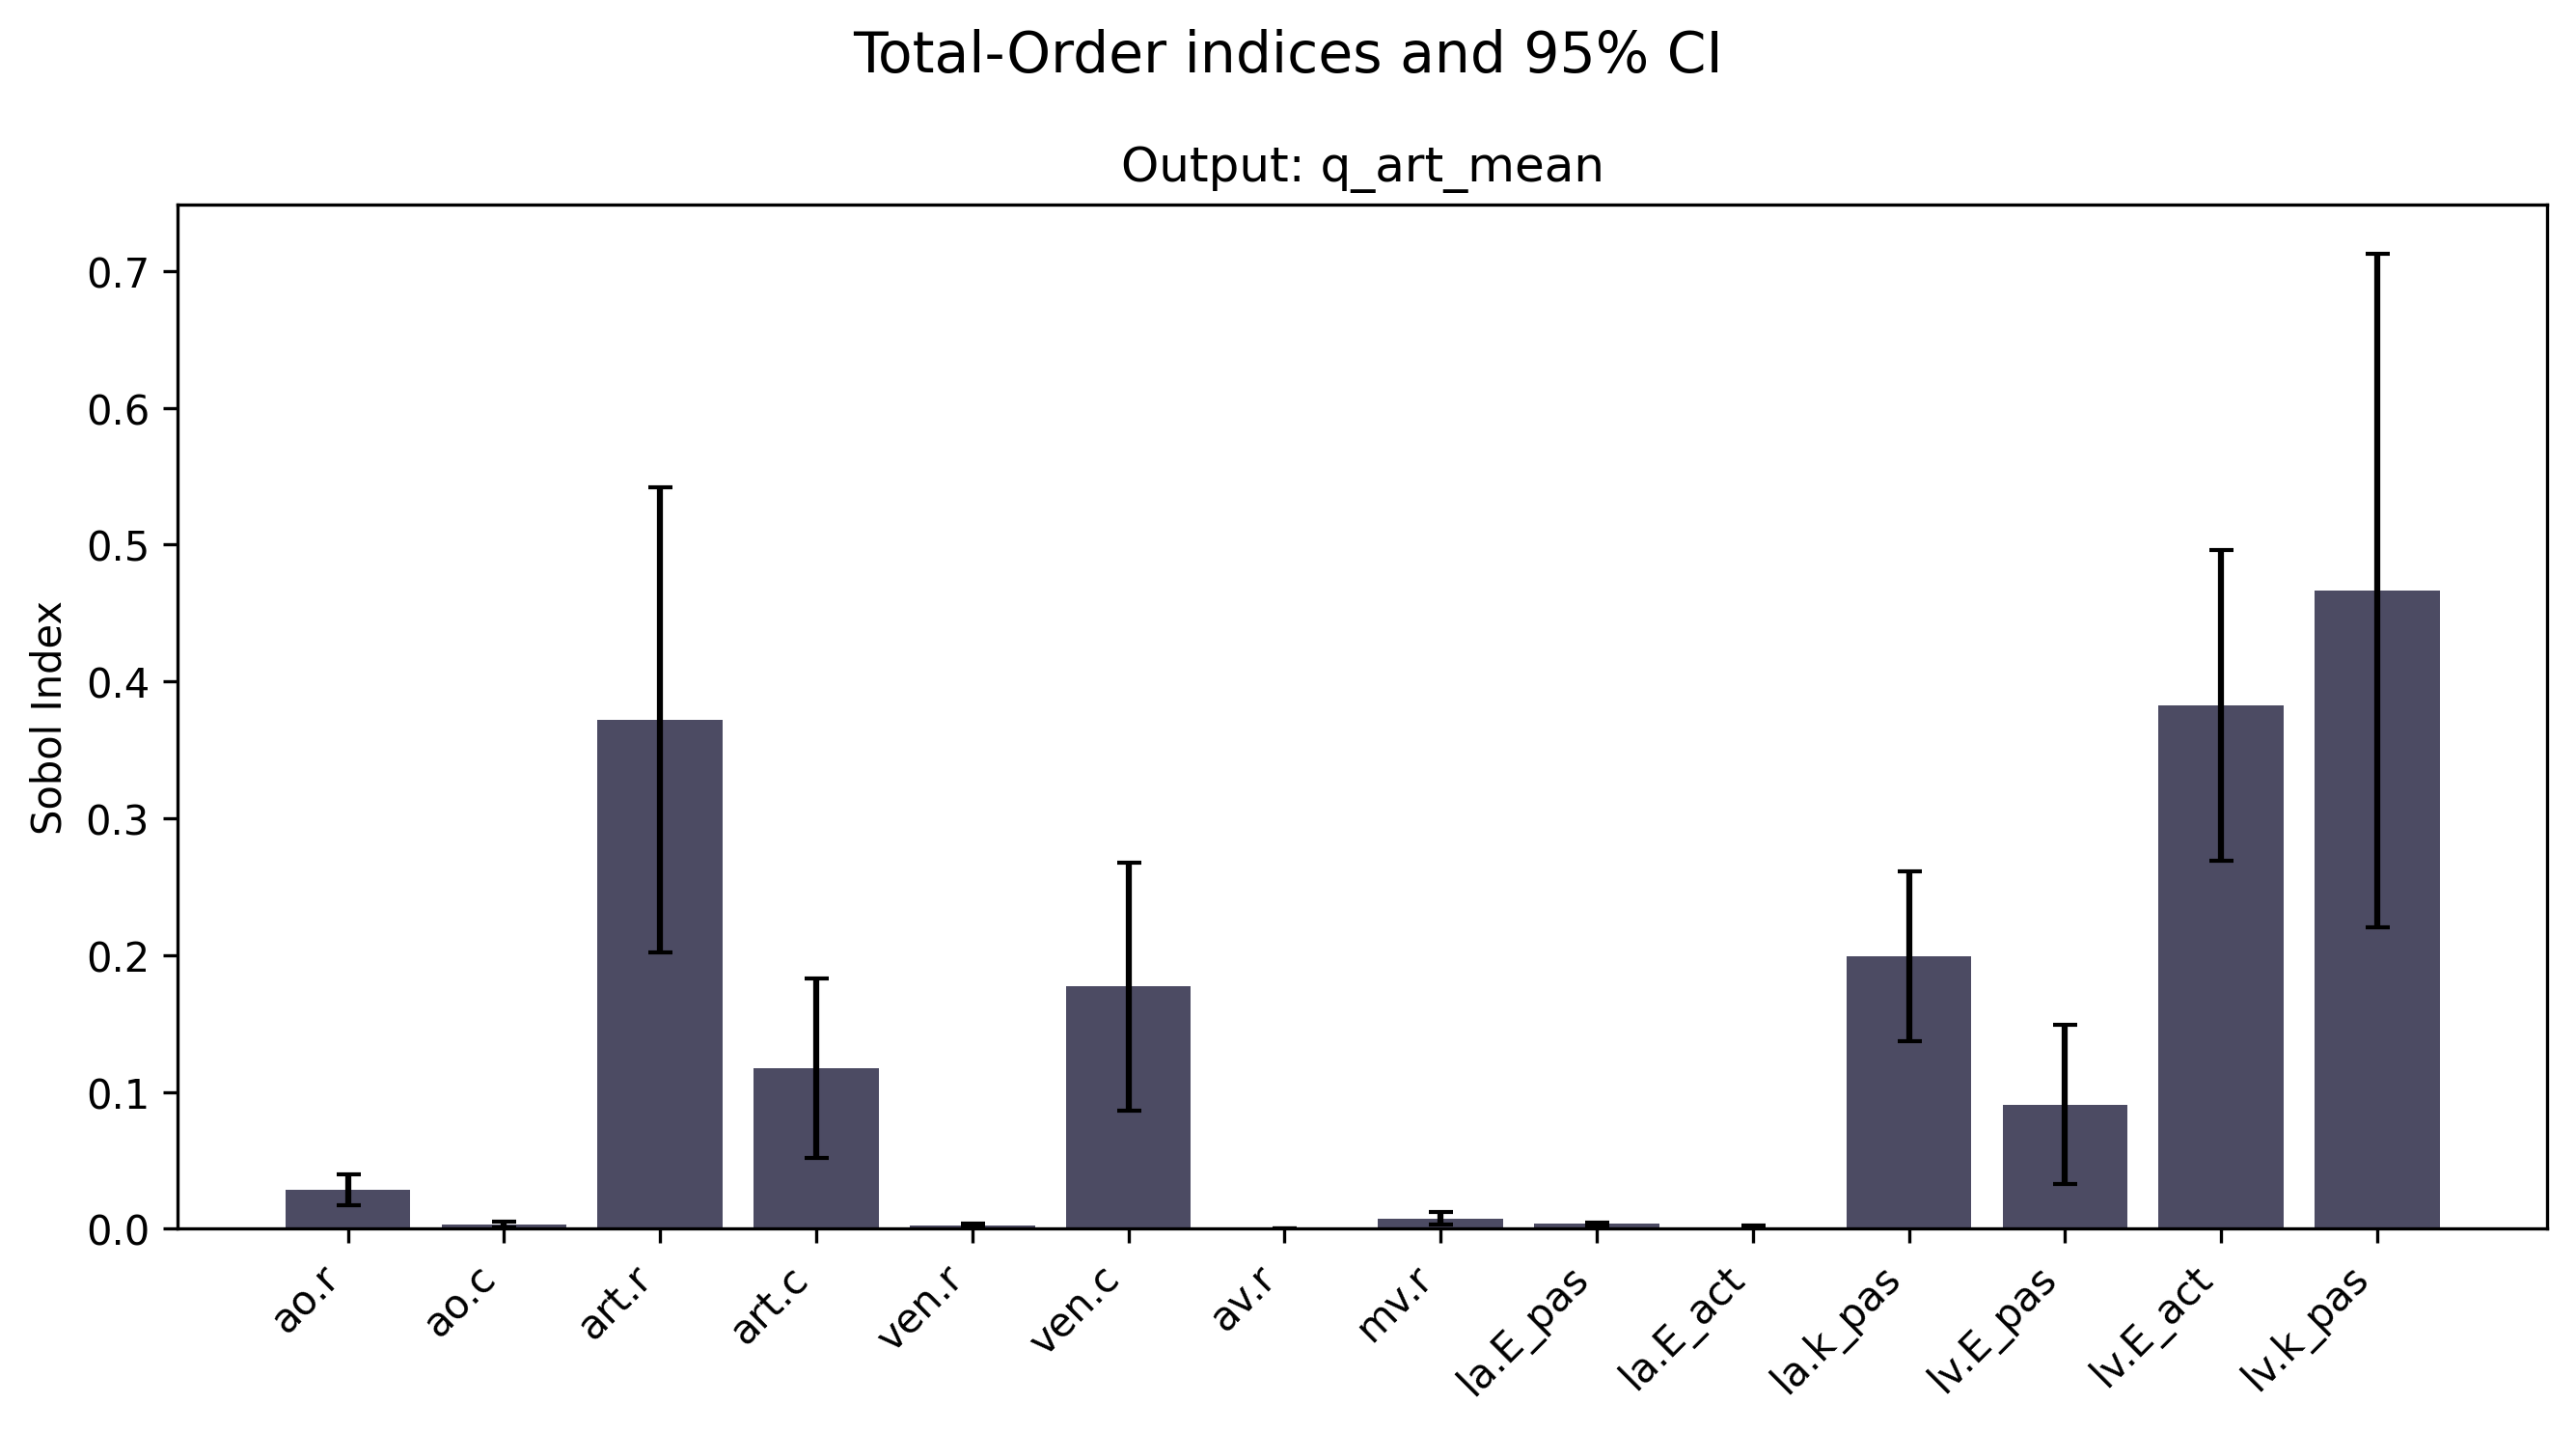 Total-Order indices and 95% CI
Output: q_art_mean
Sobol Index
0.7
0.6
0.5
0.4
0.3
0.2
0.1
0.0
ao.r
ao.c
art.r
art.c
ven.r
ven.c
av.r
mv.r
la.E_pas
la.E_act
la.k_pas
lv.E_pas
lv.E_act
lv.k_pas